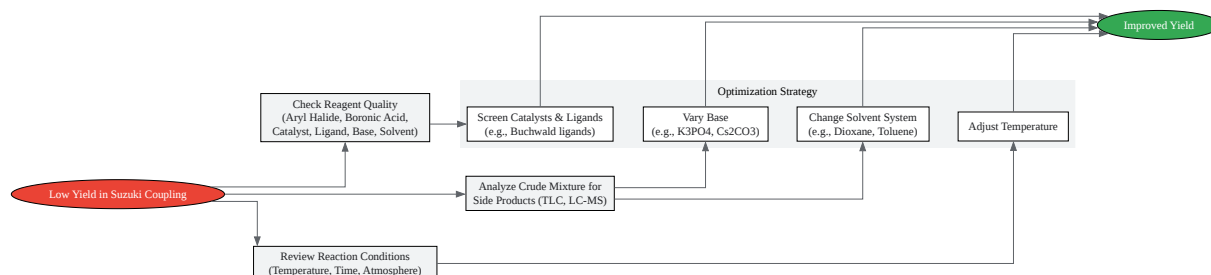 Improved Yield
Optimization Strategy
Check Reagent Quality
(Aryl Halide, Boronic Acid,
Catalyst, Ligand, Base, Solvent)
Screen Catalysts & Ligands
(e.g., Buchwald ligands)
Vary Base
(e.g., K3PO4, Cs2CO3)
Change Solvent System
(e.g., Dioxane, Toluene)
Adjust Temperature
Low Yield in Suzuki Coupling
Analyze Crude Mixture for
Side Products (TLC, LC-MS)
Review Reaction Conditions
(Temperature, Time, Atmosphere)